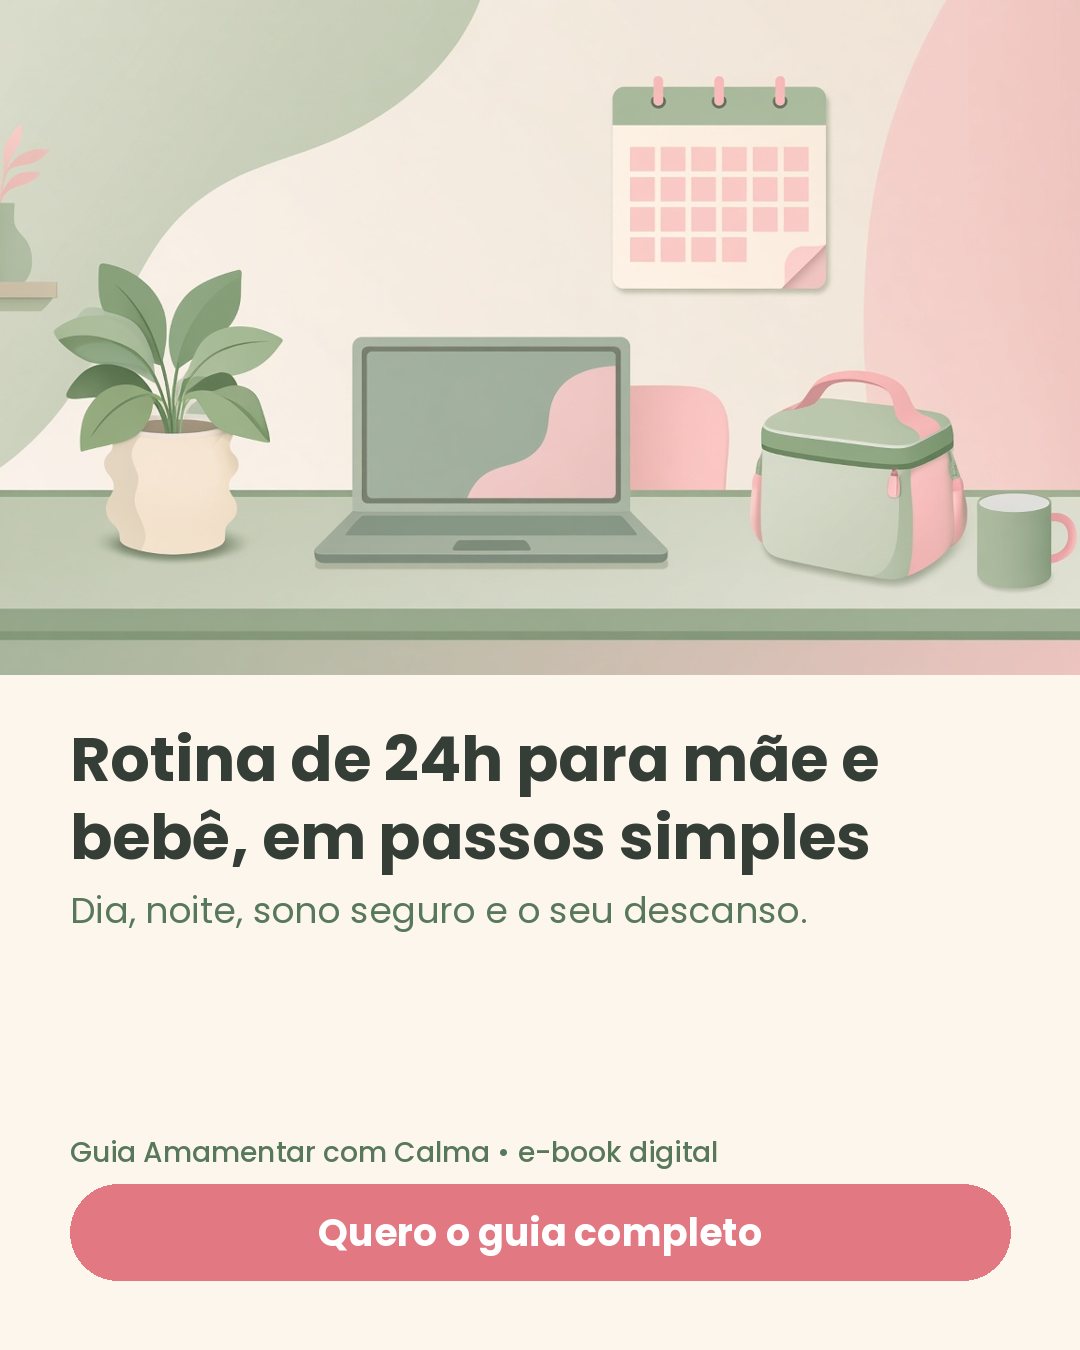 Rotina de 24h para mãe e
bebê, em passos simples
Dia, noite, sono seguro e o seu descanso.
Guia Amamentar com Calma • e-book digital
Quero o guia completo